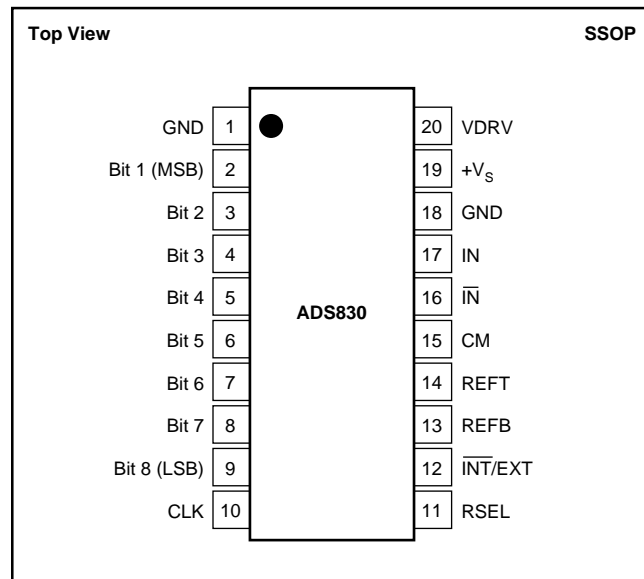 Top View SSOP
GND 1 20 VDRV
Bit 1 (MSB) 2 19 +VS
Bit 2 3 18 GND
Bit 3 4 17 IN
Bit 4 5 16 I̅N̅
ADS830
Bit 5 6 15 CM
Bit 6 7 14 REFT
Bit 7 8 13 REFB
Bit 8 (LSB) 9 12 I̅N̅T̅/EXT
CLK 10 11 RSEL